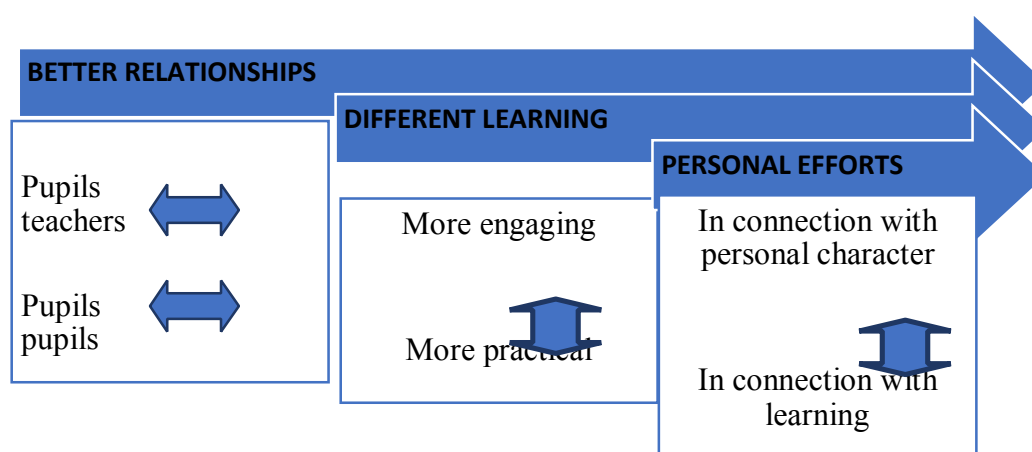 BETTER RELATIONSHIPS
Pupils
teachers
Pupils
pupils
DIFFERENT LEARNING
More engaging
More practical
PERSONAL EFFORTS
In connection with
personal character
In connection with
learning